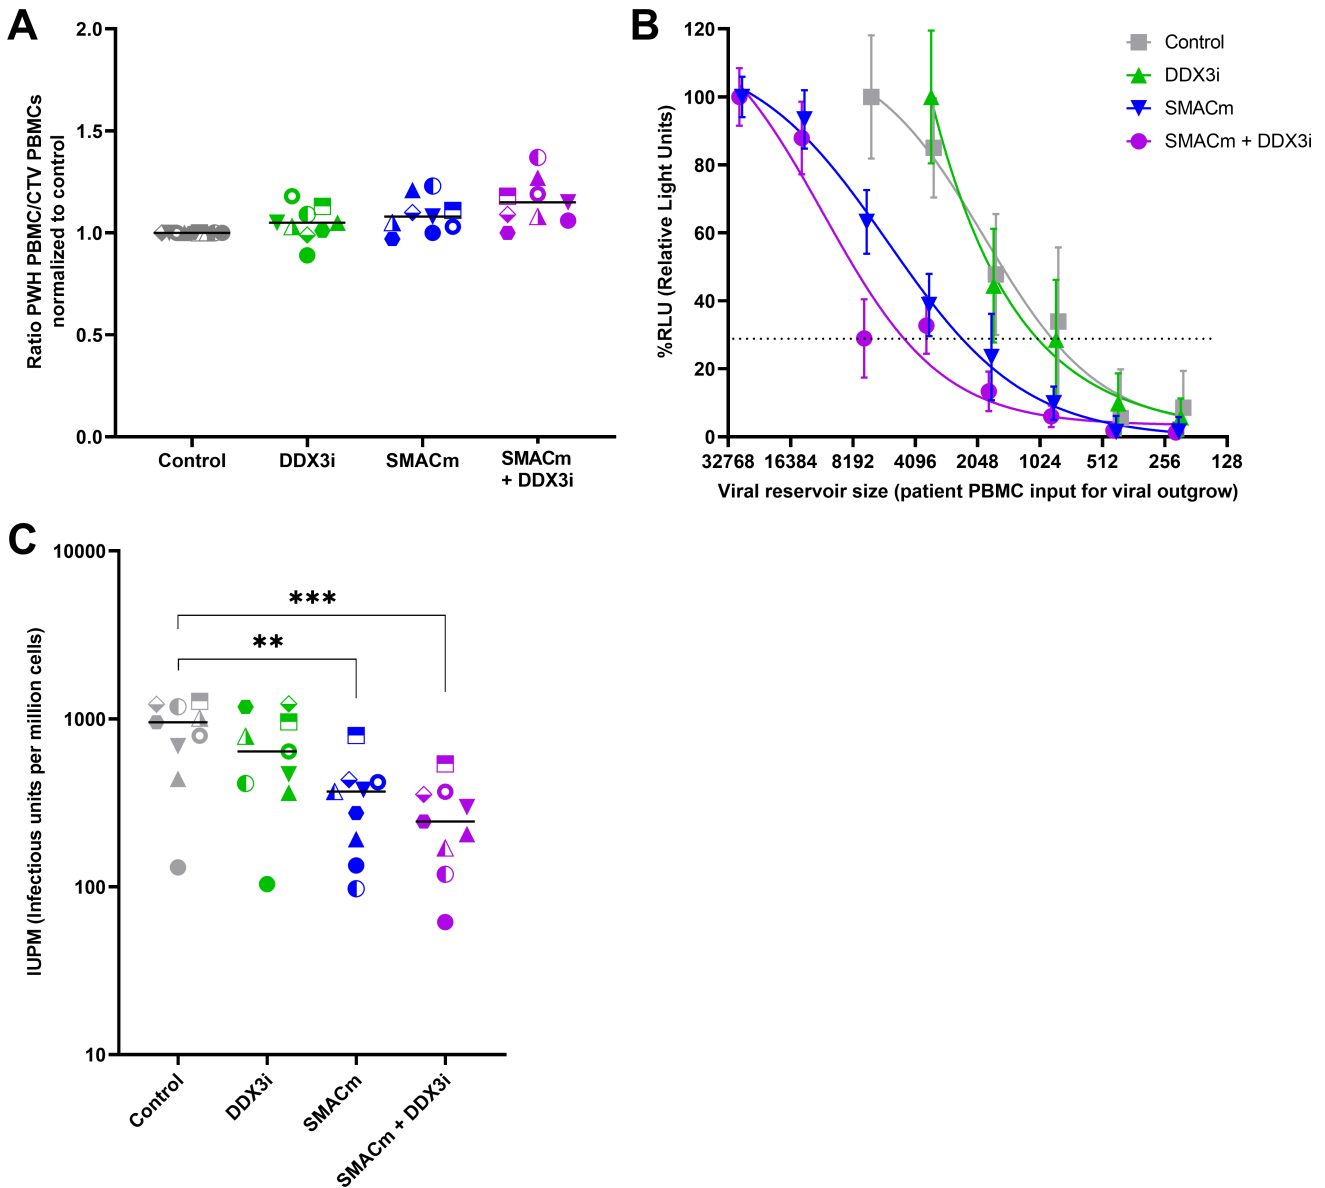 A
2.0
1.5
1.0
0.5
0.0
Ratio PWH PBMC/CTV PBMCs
normalized to control
Control
DDX3i
SMACm
SMACm
+ DDX3i
B
120
100
80
60
40
20
0
%RLU (Relative Light Units)
Control
DDX3i
SMACm
SMACm + DDX3i
32768 16384 8192 4096 2048 1024 512 256 128
Viral reservoir size (patient PBMC input for viral outgrow)
C
10000
1000
100
10
IUPM (Infectious units per million cells)
***
**
Control
DDX3i
SMACm
SMACm + DDX3i